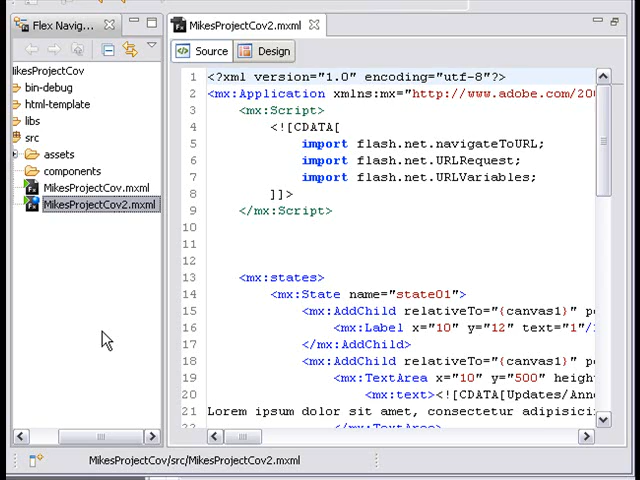 Flex Navig...
MikesProjectCov2.mxml
Source
Design
likesProjectCov
bin-debug
html-template
libs
src
assets
components
MikesProjectCov.mxml
MikesProjectCov2.mxml
1 <?xml version="1.0" encoding="utf-8"?>
2 <mx:Application xmlns:mx="http://www.adobe.com/20
3 <mx:Script>
4 <![CDATA[
5 import flash.net.navigateToURL;
6 import flash.net.URLRequest;
7 import flash.net.URLVariables;
8 ]]>
9 </mx:Script>
10
11
12
13 <mx:states>
14 <mx:State name="state01">
15 <mx:AddChild relativeTo="{canvas1}" po
16 <mx:Label x="10" y="12" text="1"/
17 </mx:AddChild>
18 <mx:AddChild relativeTo="{canvas1}" po
19 <mx:TextArea x="10" y="500" heigh
20 <mx:text><![CDATA[Updates/Ann
21 Lorem ipsum dolor sit amet, consectetur adipisicin
</mx:TextArea>
MikesProjectCov/src/MikesProjectCov2.mxml